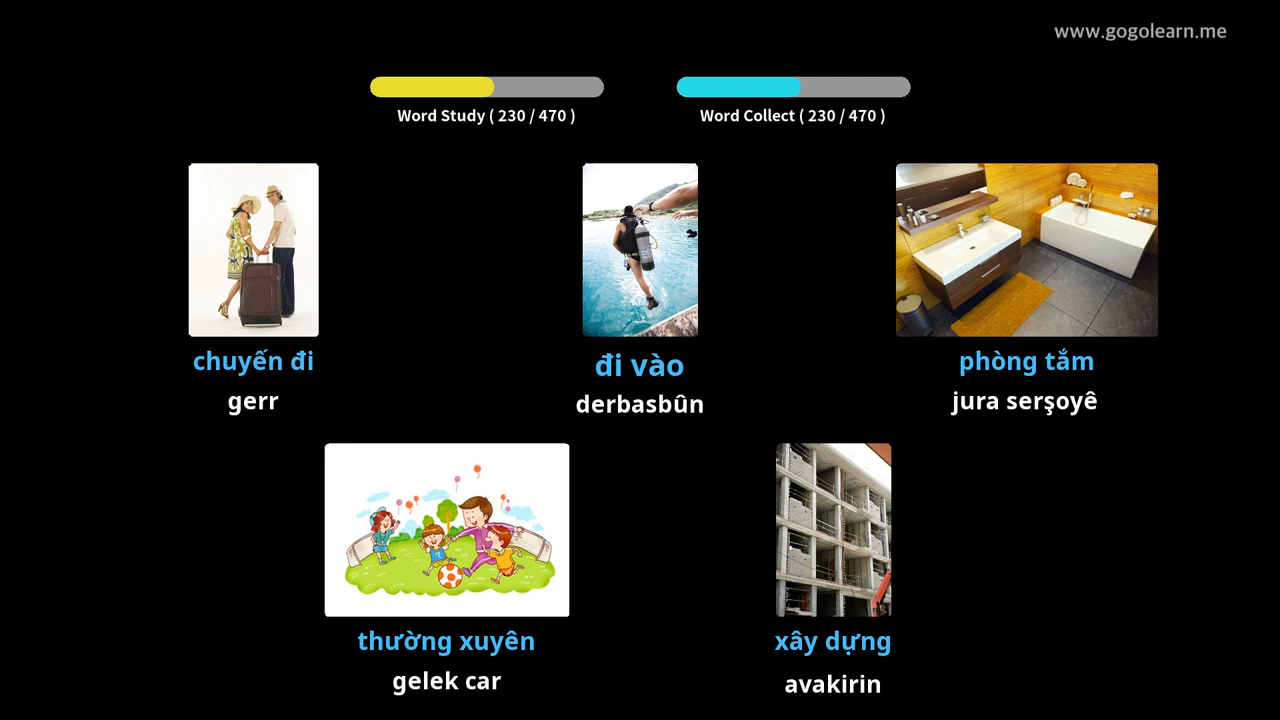 www.gogolearn.me
Word Study ( 230 / 470 )
Word Collect ( 230 / 470 )
chuyến đi
gerr
đi vào
derbasbûn
phòng tắm
jura serşoyê
thường xuyên
gelek car
xây dựng
avakirin